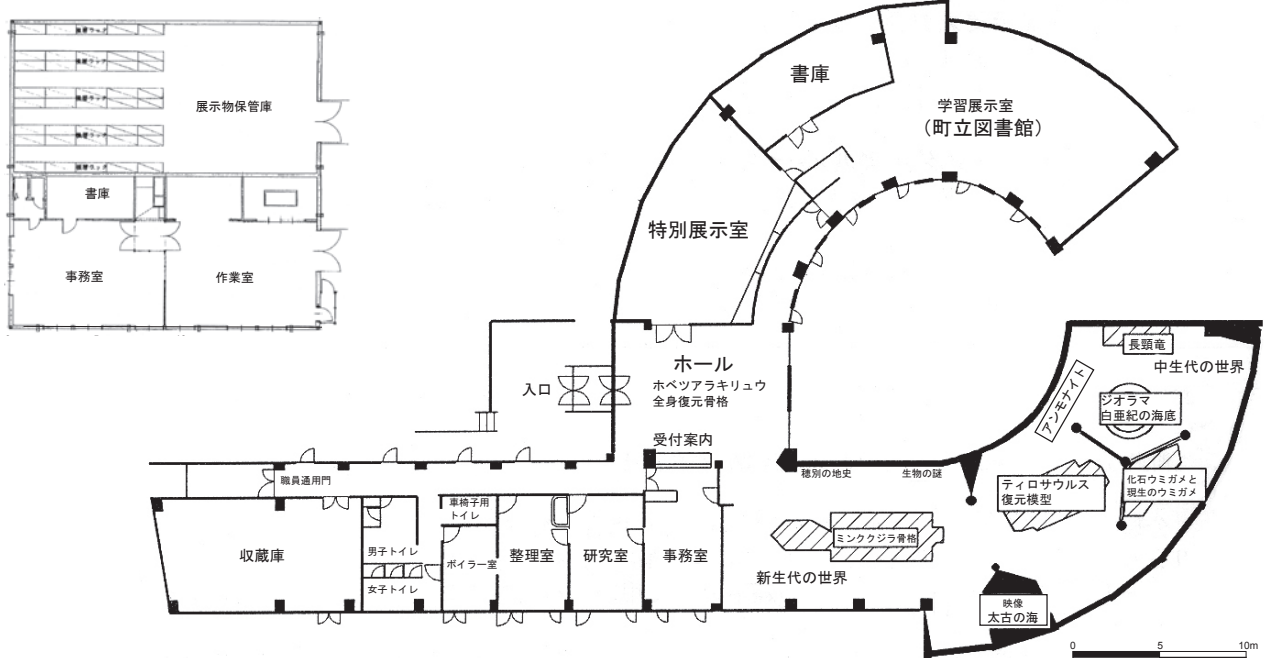 展示物保管庫
書庫
事務室
作業室
書庫
学習展示室
（町立図書館）
特別展示室
ホール
ホベツアラキリュウ
全身復元骨格
入口
受付案内
職員通用門
収蔵庫
男子トイレ
女子トイレ
車椅子用
トイレ
ボイラー室
整理室
研究室
事務室
穂別の地史
生物の謎
ミンククジラ骨格
新生代の世界
長頸竜
中生代の世界
アンモナイト
ジオラマ
白亜紀の海底
ティロサウルス
復元模型
化石ウミガメと
現生のウミガメ
映像
太古の海
0
5
10m